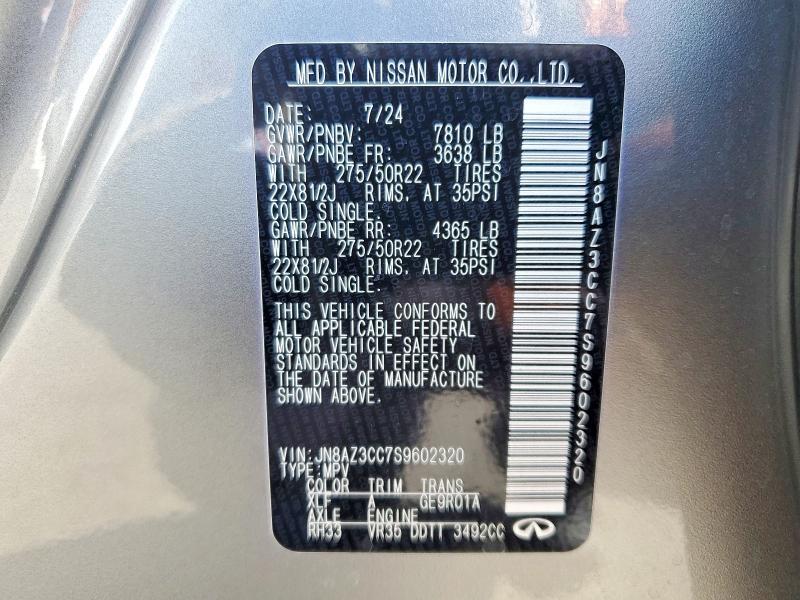 MFD BY NISSAN MOTOR CO.,LTD.
DATE: 7/24
GVWR/PNBV: 7810 LB
GAWR/PNBE FR: 3638 LB
WITH 275/50R22 TIRES
22X81/2J RIMS, AT 35PSI
COLD SINGLE.
GAWR/PNBE RR: 4365 LB
WITH 275/50R22 TIRES
22X81/2J RIMS, AT 35PSI
COLD SINGLE.
THIS VEHICLE CONFORMS TO
ALL APPLICABLE FEDERAL
MOTOR VEHICLE SAFETY
STANDARDS IN EFFECT ON
THE DATE OF MANUFACTURE
SHOWN ABOVE.
VIN:JN8AZ3CC7S9602320
TYPE:MPV
COLOR TRIM TRANS
XLF A GE9R01A
AXLE ENGINE
RH33 VR35 DDTT 3492CC
JN8AZ3CC7S9602320